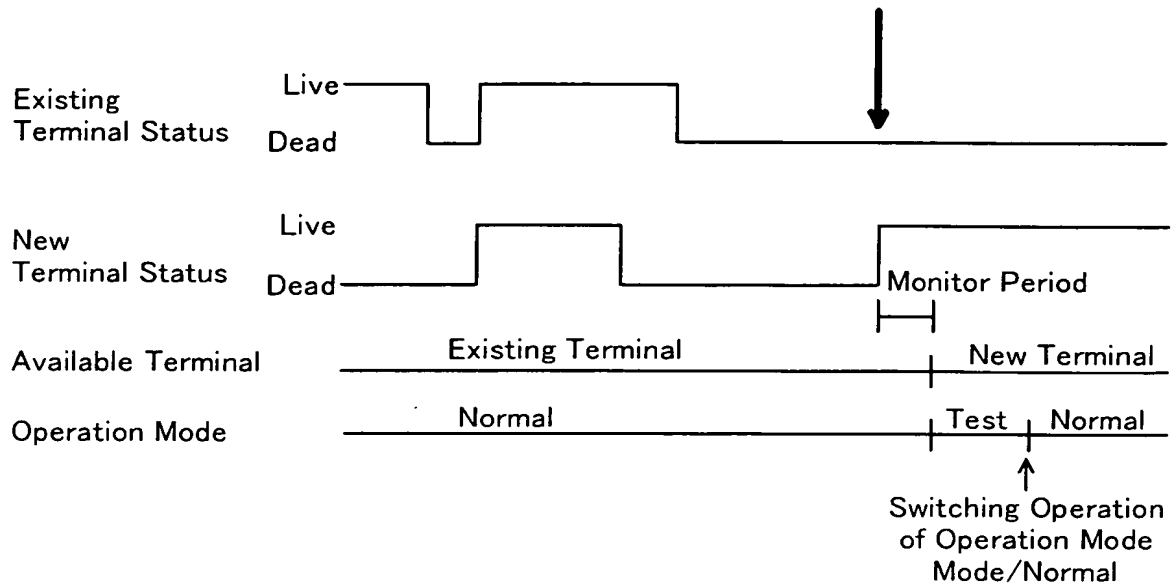 Existing
Terminal Status
Live
Dead
New
Terminal Status
Live
Dead
Monitor Period
Available Terminal
Existing Terminal
New Terminal
Operation Mode
Normal
Test
Normal
Switching Operation
of Operation Mode
Mode/Normal